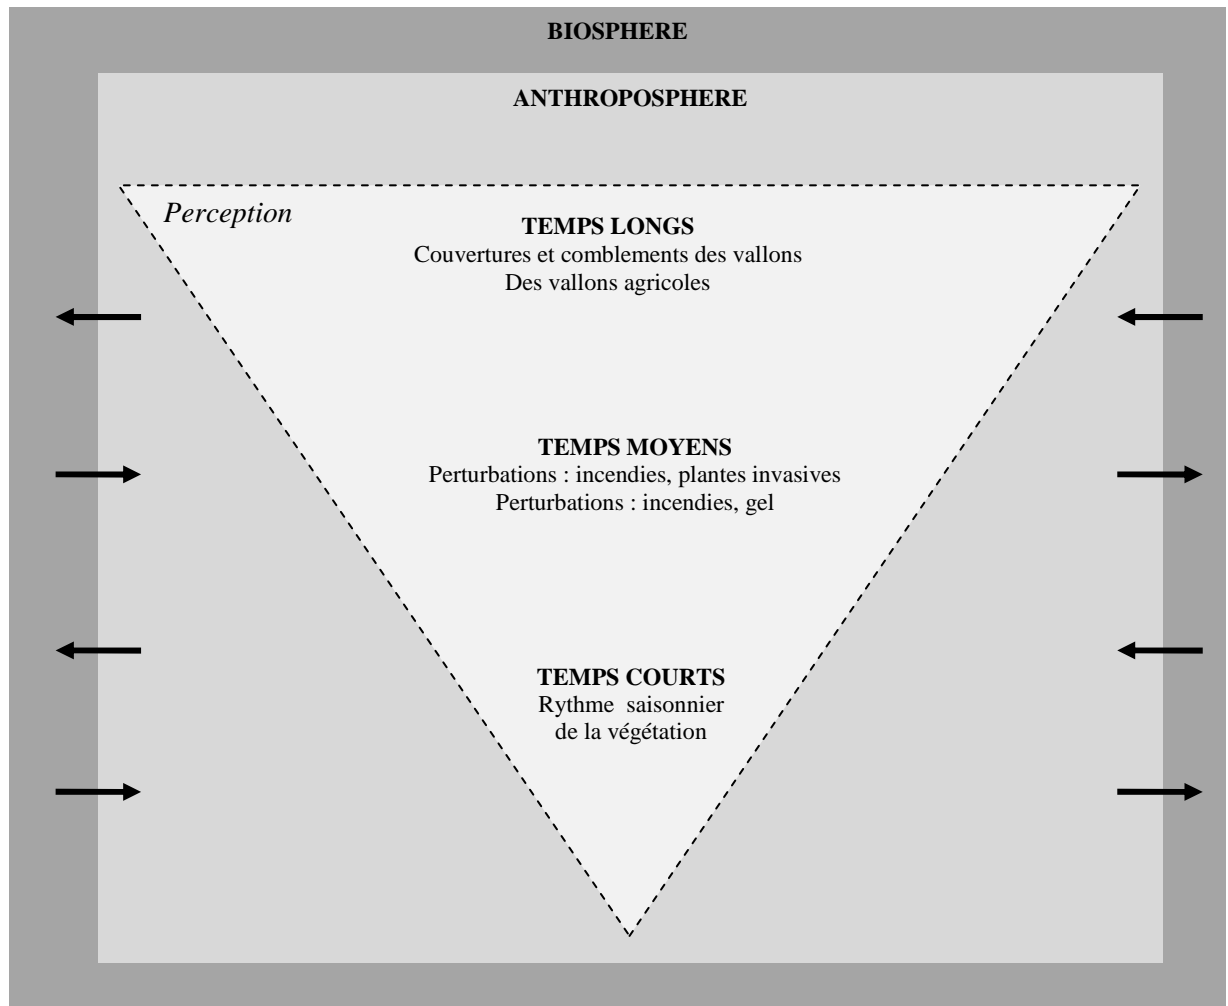 BIOSPHERE
ANTHROPOSPHERE
Perception
TEMPS LONGS
Couvertures et comblements des vallons
Des vallons agricoles
TEMPS MOYENS
Perturbations : incendies, plantes invasives
Perturbations : incendies, gel
TEMPS COURTS
Rythme saisonnier
de la végétation